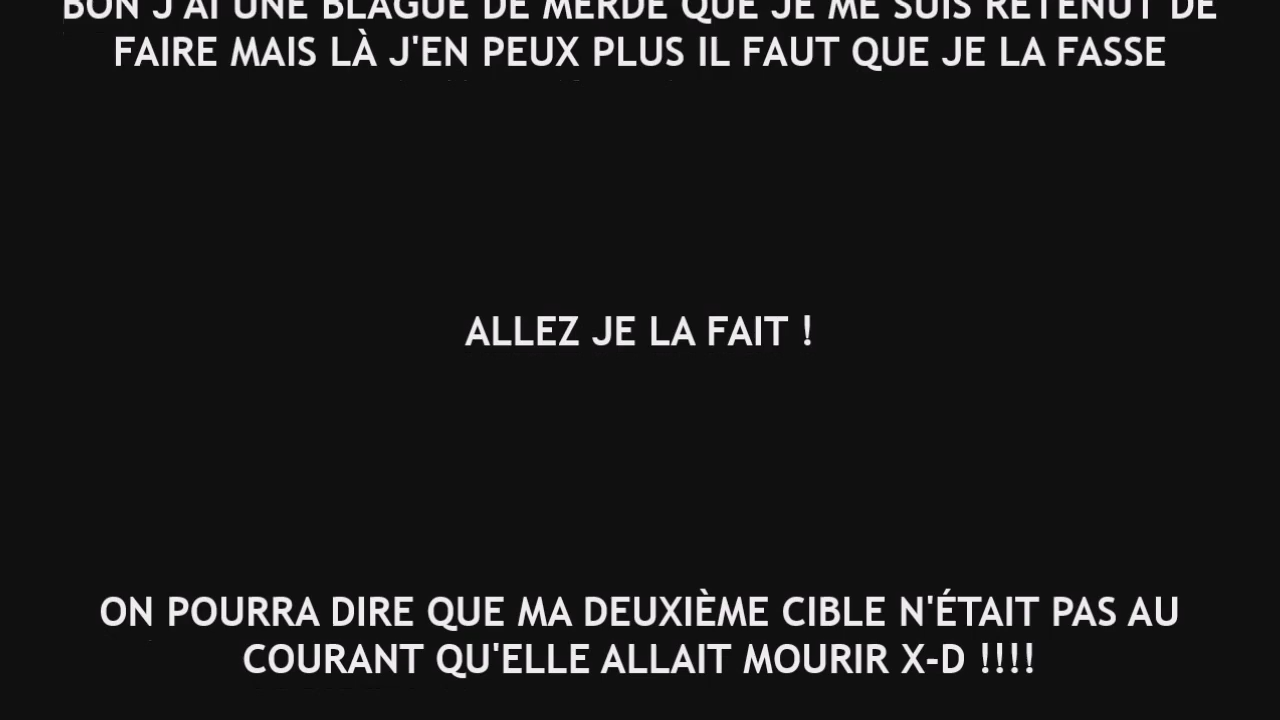 BON J'AI UNE BLAGUE DE MERDE QUE JE ME SUIS RETENUT DE
FAIRE MAIS LÀ J'EN PEUX PLUS IL FAUT QUE JE LA FASSE
ALLEZ JE LA FAIT !
ON POURRA DIRE QUE MA DEUXIÈME CIBLE N'ÉTAIT PAS AU
COURANT QU'ELLE ALLAIT MOURIR X-D !!!!